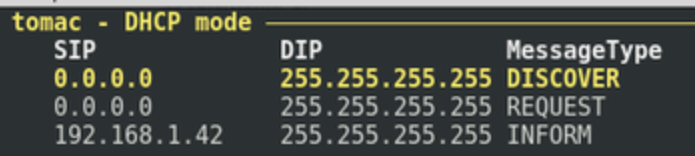 tomac - DHCP mode
SIP DIP MessageType
0.0.0.0 255.255.255.255 DISCOVER
0.0.0.0 255.255.255.255 REQUEST
192.168.1.42 255.255.255.255 INFORM